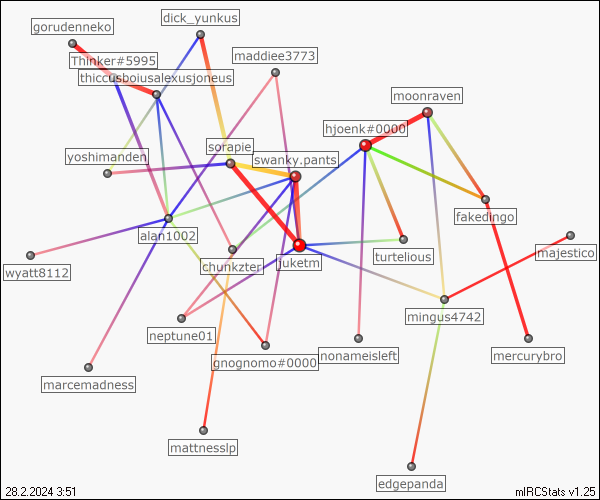 dick_yunkus
gorudenneko
maddiee3773
Thinker#5995
thiccusboiusalexusjoneus
moonraven
hjoenk#0000
sorapie
yoshimanden
swanky.pants
fakedingo
alan1002
majestico
turtelious
juketm
chunkzter
wyatt8112
mingus4742
neptune01
nonameisleft
mercurybro
gnognomo#0000
marcemadness
mattnesslp
edgepanda
28.2.2024 3:51
mIRCStats v1.25